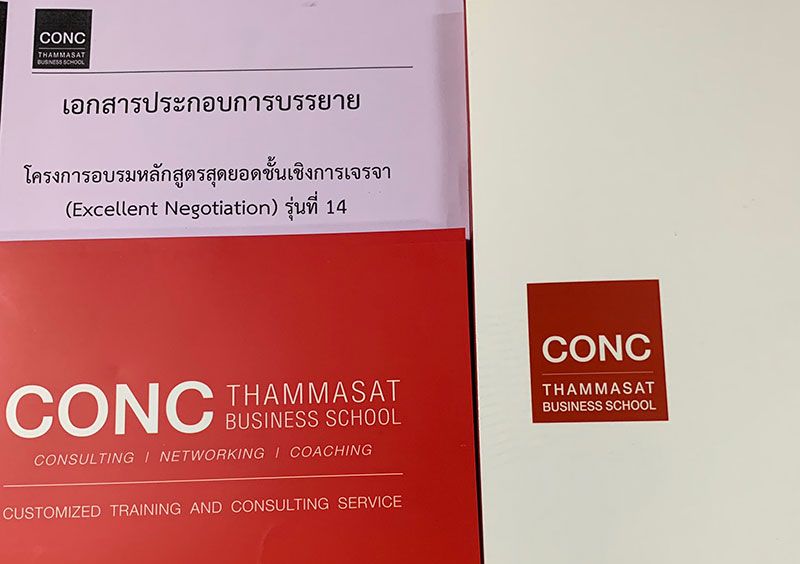 CONC
THAMMASAT
BUSINESS SCHOOL
เอกสารประกอบการบรรยาย
โครงการอบรมหลักสูตรสุดยอดชั้นเชิงการเจรจา
(Excellent Negotiation) รุ่นที่ 14
CONC THAMMASAT
BUSINESS SCHOOL
CONSULTING / NETWORKING / COACHING
CUSTOMIZED TRAINING AND CONSULTING SERVICE
CONC
THAMMASAT
BUSINESS SCHOOL